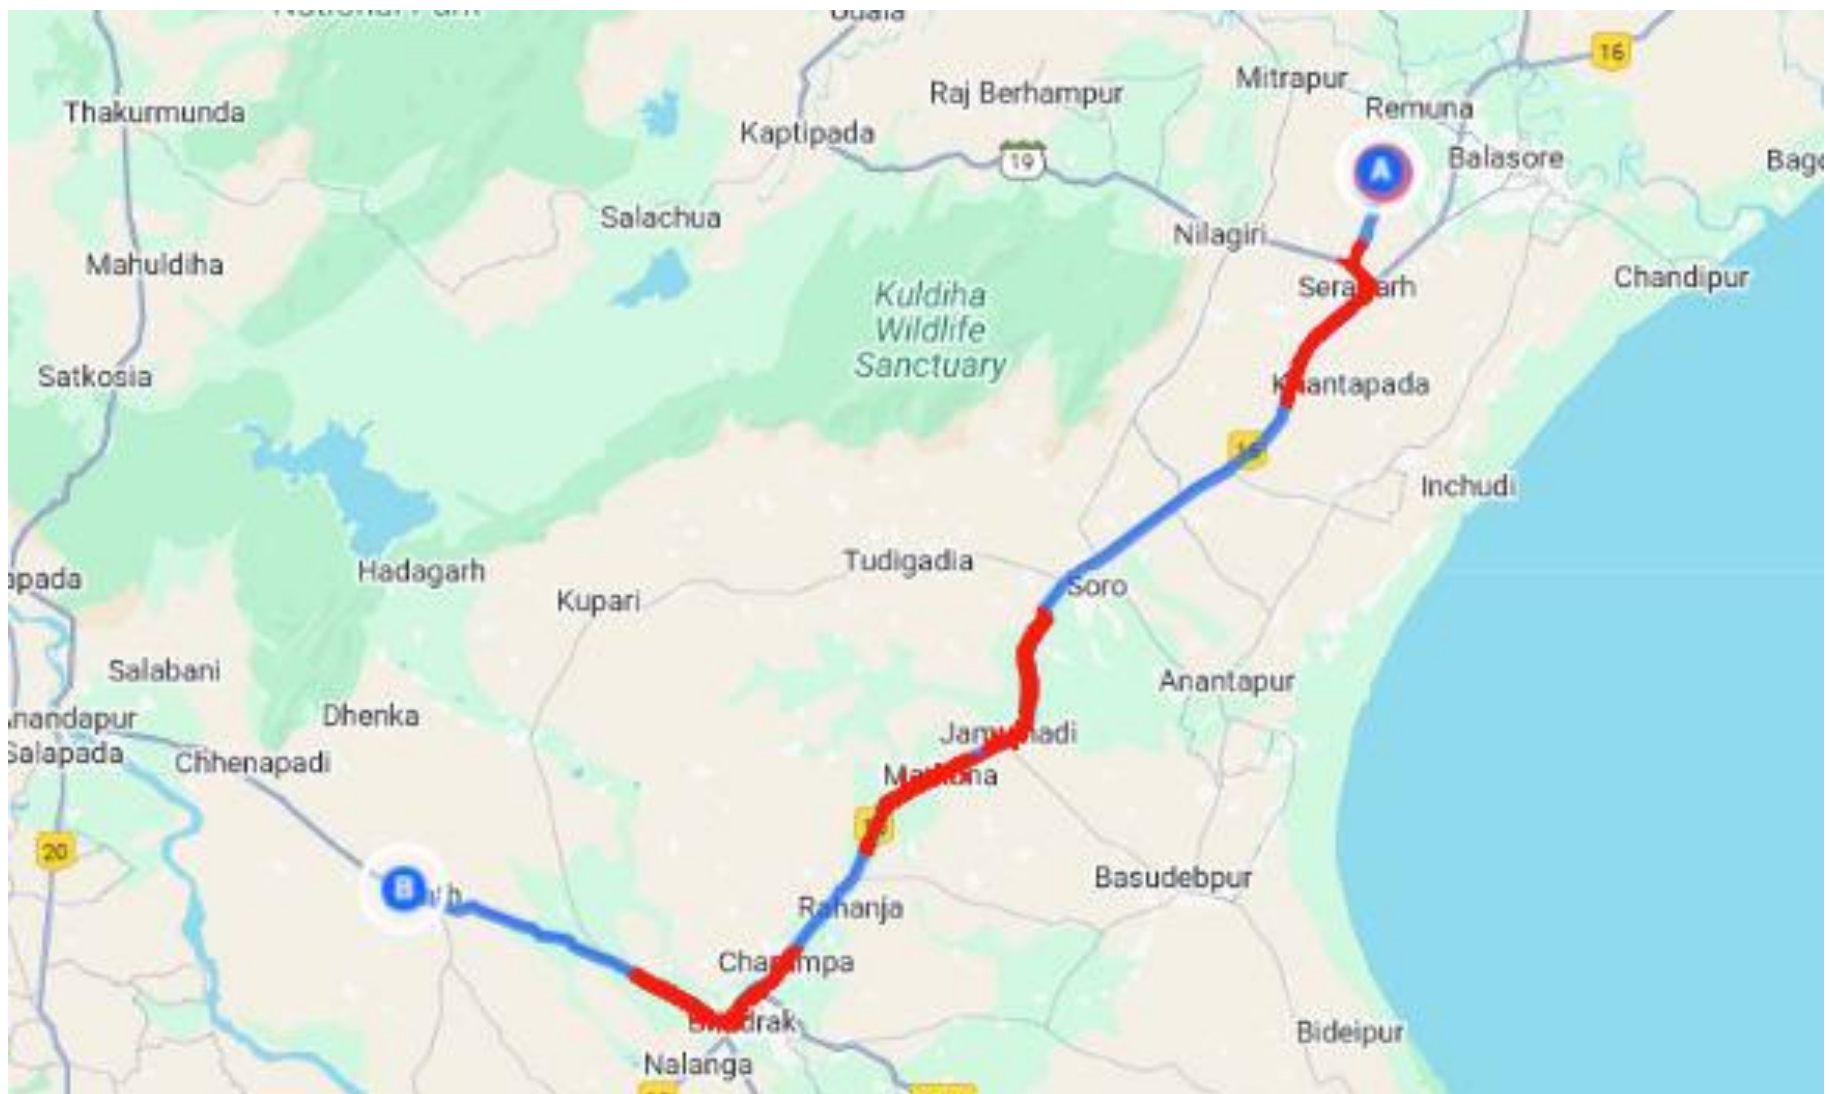 16
Mitrapur
Raj Berhampur
Remuna
Thakurmunda
Kaptipada
19
A
Balasore
Salachua
Nilagiri
Mahuldiha
Chandipur
Kuldiha
Wildlife
Sanctuary
Satkosia
Inchudi
Tudigadia
Soro
Hadagarh
apada
Kupari
Salabani
Anantapur
Dhenka
Salapada
Chhenapadi
20
B
Basudebpur
Rahanja
Bideipur
Nalanga